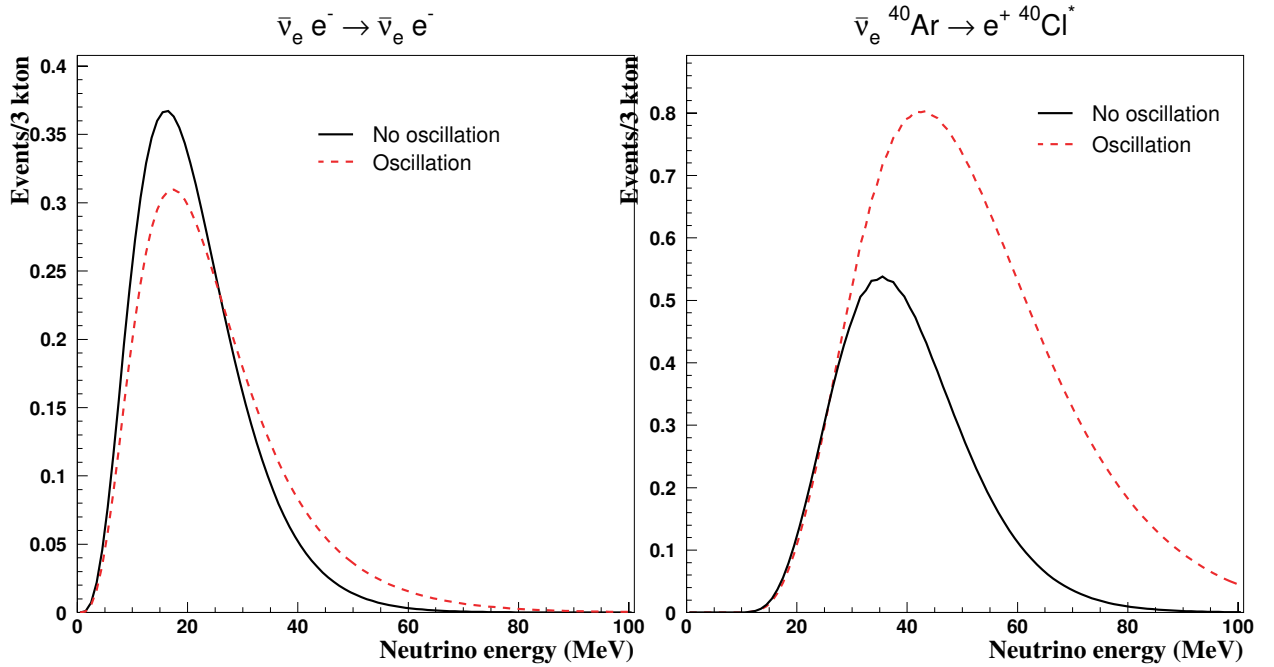 ν̄ₑ e⁻ → ν̄ₑ e⁻
Events/3 kton
0.4
0.35
0.3
0.25
0.2
0.15
0.1
0.05
0
No oscillation
Oscillation
0 20 40 60 80 100
Neutrino energy (MeV)
ν̄ₑ ⁴⁰Ar → e⁺ ⁴⁰Cl*
Events/3 kton
0.8
0.7
0.6
0.5
0.4
0.3
0.2
0.1
0
No oscillation
Oscillation
0 20 40 60 80 100
Neutrino energy (MeV)